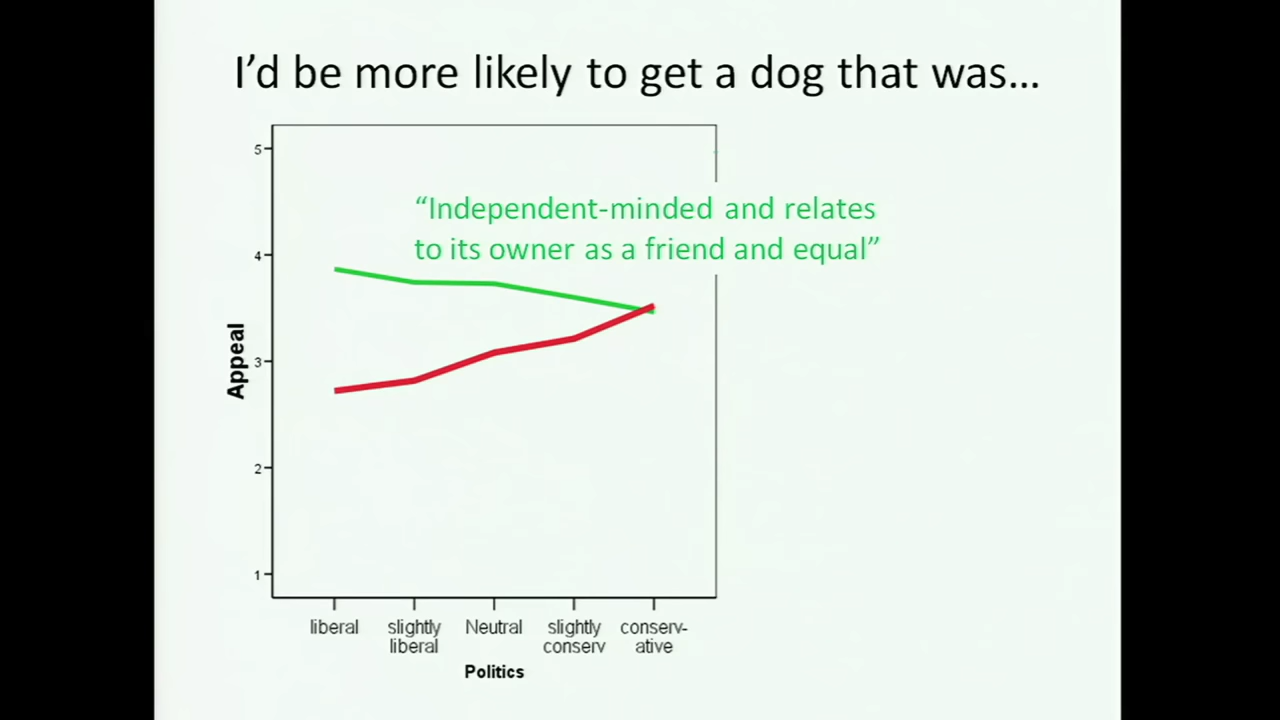 I'd be more likely to get a dog that was...
"Independent-minded and relates
to its owner as a friend and equal"
5
4
3
2
1
Appeal
liberal
slightly
liberal
Neutral
slightly
conserv
conserv-
ative
Politics